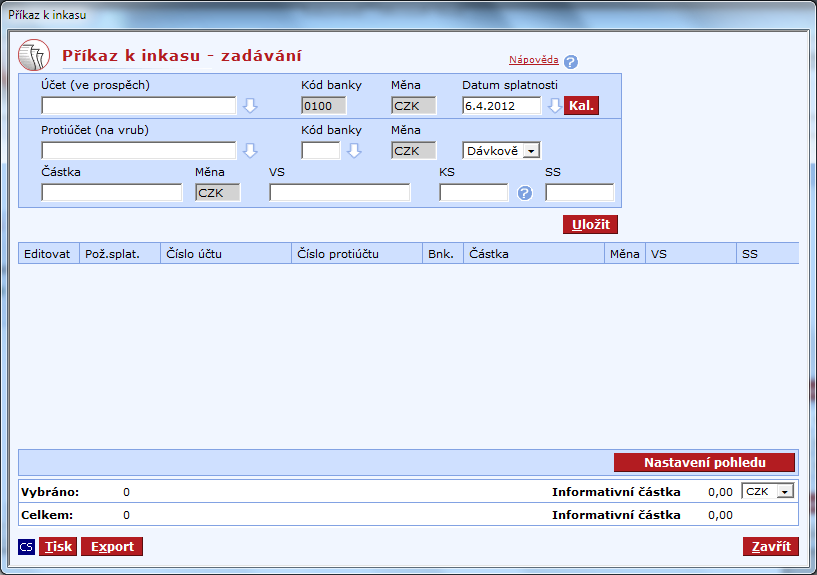 Příkaz k inkasu
Příkaz k inkasu - zadávání
Nápověda ?
Účet (ve prospěch) Kód banky Měna Datum splatnosti
0100 CZK 6.4.2012 Kal.
Protiúčet (na vrub) Kód banky Měna
CZK Dávkově
Částka Měna VS KS SS
CZK ?
Uložit
Editovat Pož.splat. Číslo účtu Číslo protiúčtu Bnk. Částka Měna VS SS
Nastavení pohledu
Vybráno: 0 Informativní částka 0,00 CZK
Celkem: 0 Informativní částka 0,00
CS Tisk Export Zavřít